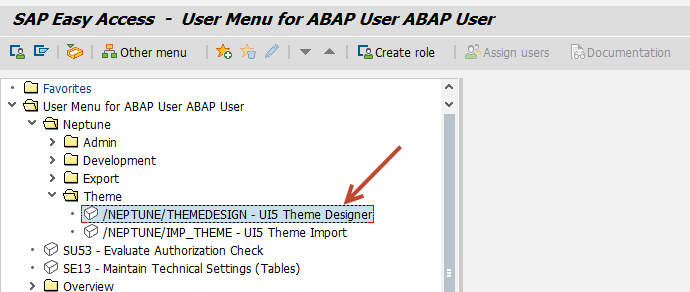 SAP Easy Access - User Menu for ABAP User ABAP User
Other menu Create role Assign users Documentation
Favorites
User Menu for ABAP User ABAP User
Neptune
Admin
Development
Export
Theme
/NEPTUNE/THEMEDESIGN - UI5 Theme Designer
/NEPTUNE/IMP_THEME - UI5 Theme Import
SU53 - Evaluate Authorization Check
SE13 - Maintain Technical Settings (Tables)
Overview